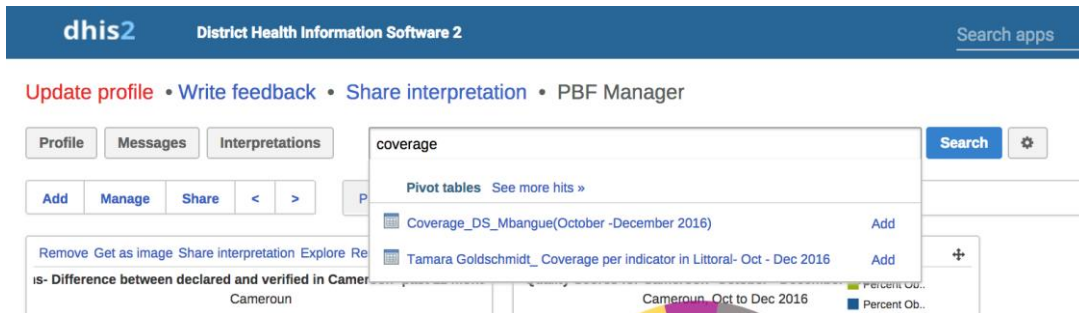 dhis2 District Health Information Software 2 Search apps
Update profile • Write feedback • Share interpretation • PBF Manager
Profile Messages Interpretations coverage Search
Add Manage Share < > P
Pivot tables See more hits »
Coverage_DS_Mbangue(October -December 2016) Add
Tamara Goldschmidt_ Coverage per indicator in Littoral- Oct - Dec 2016 Add
Remove Get as image Share interpretation Explore Re
is- Difference between declared and verified in Camer
Cameroun
Cameroun, Oct to Dec 2016
Percent Ob..
Percent Ob..